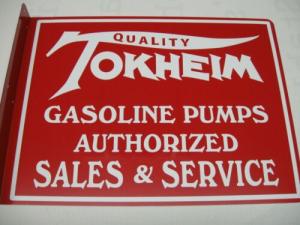 QUALITY
TOKHEIM
GASOLINE PUMPS
AUTHORIZED
SALES & SERVICE